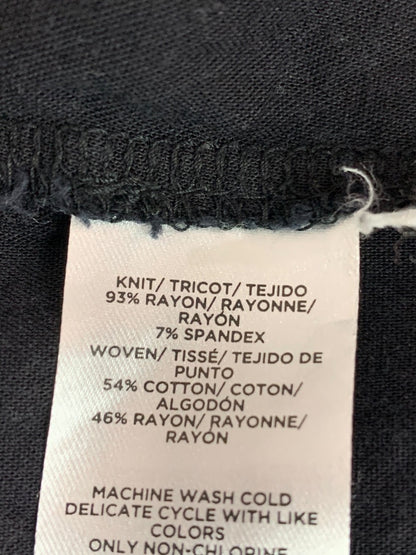 KNIT/ TRICOT/ TEJIDO
93% RAYON/ RAYONNE/
RAYÓN
7% SPANDEX
WOVEN/ TISSÉ/ TEJIDO DE
PUNTO
54% COTTON/ COTON/
ALGODÓN
46% RAYON/ RAYONNE/
RAYÓN
MACHINE WASH COLD
DELICATE CYCLE WITH LIKE
COLORS
ONLY NON-CHLORINE